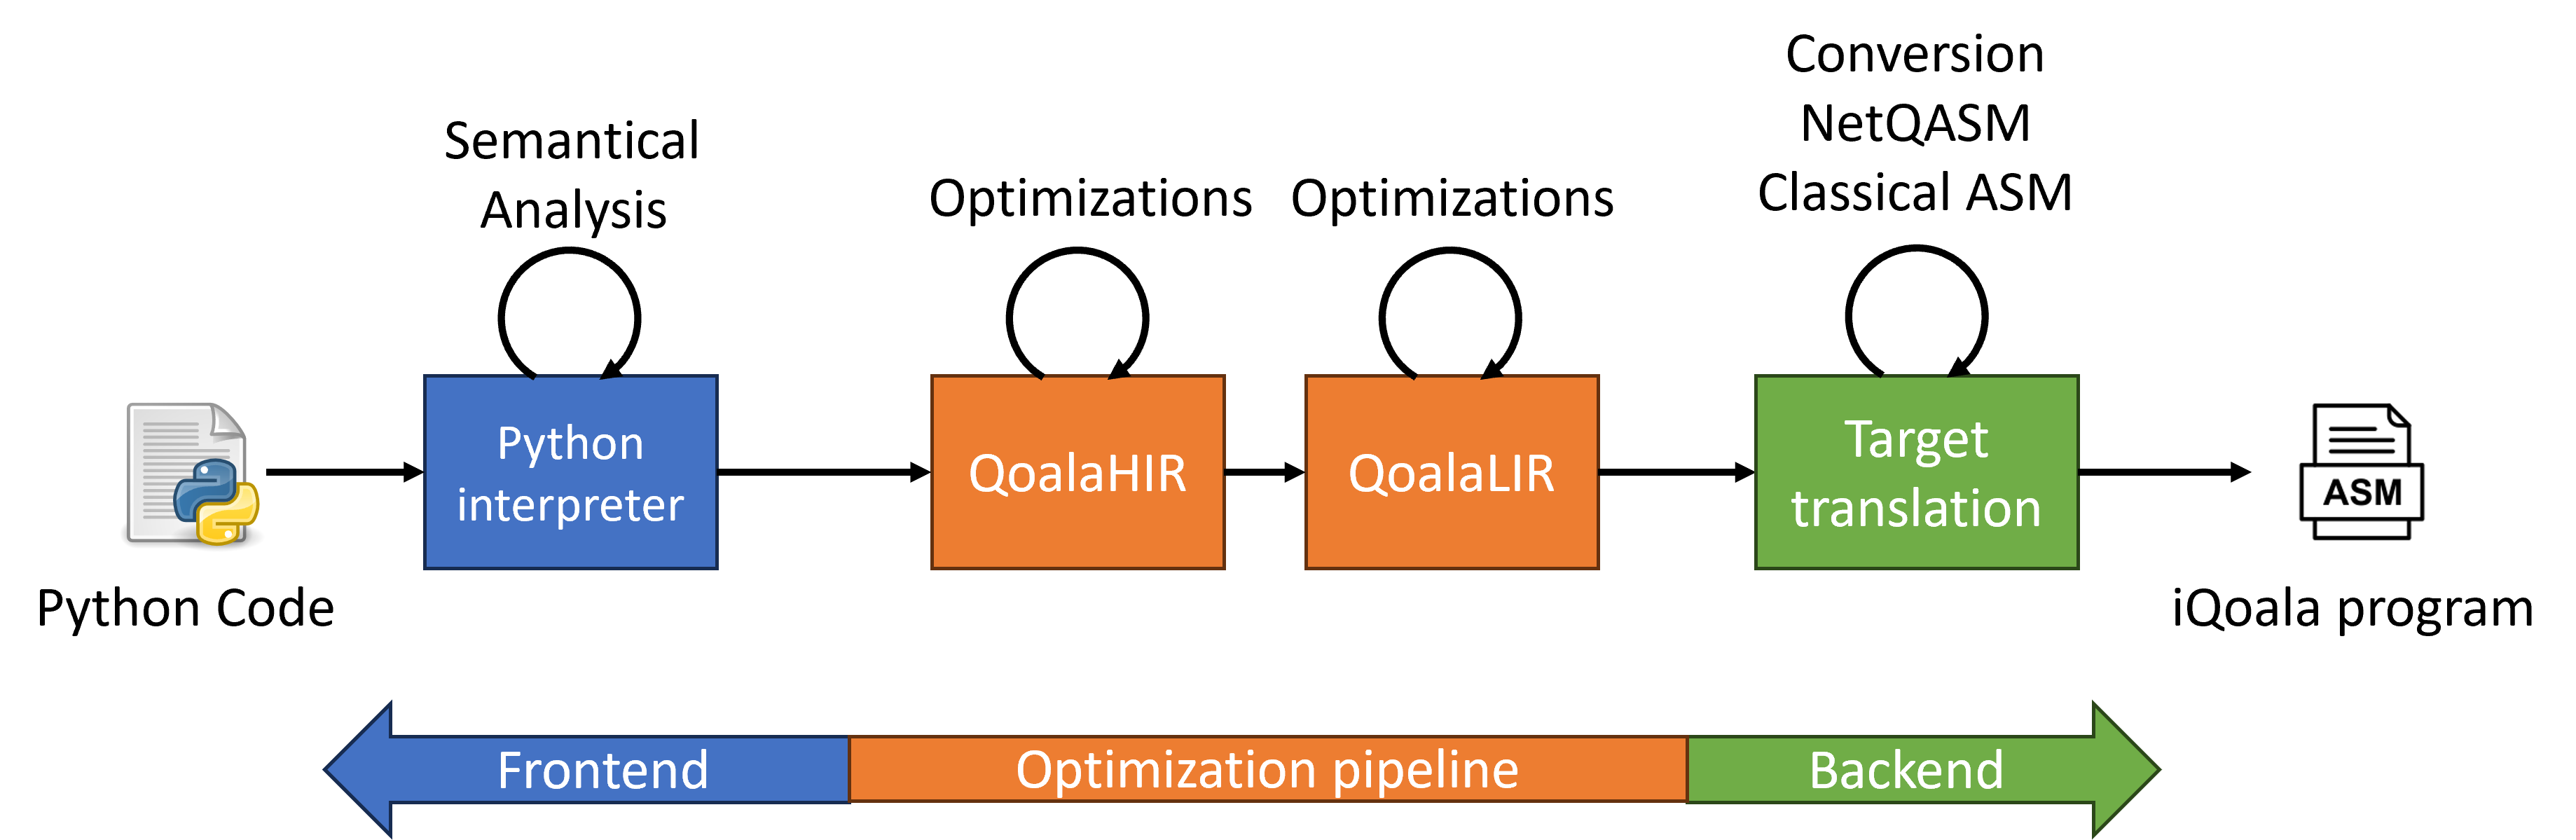 Semantical
Analysis
Optimizations
Optimizations
Conversion
NetQASM
Classical ASM
Python Code
Python
interpreter
QoalaHIR
QoalaLIR
Target
translation
ASM
iQoala program
Frontend
Optimization pipeline
Backend